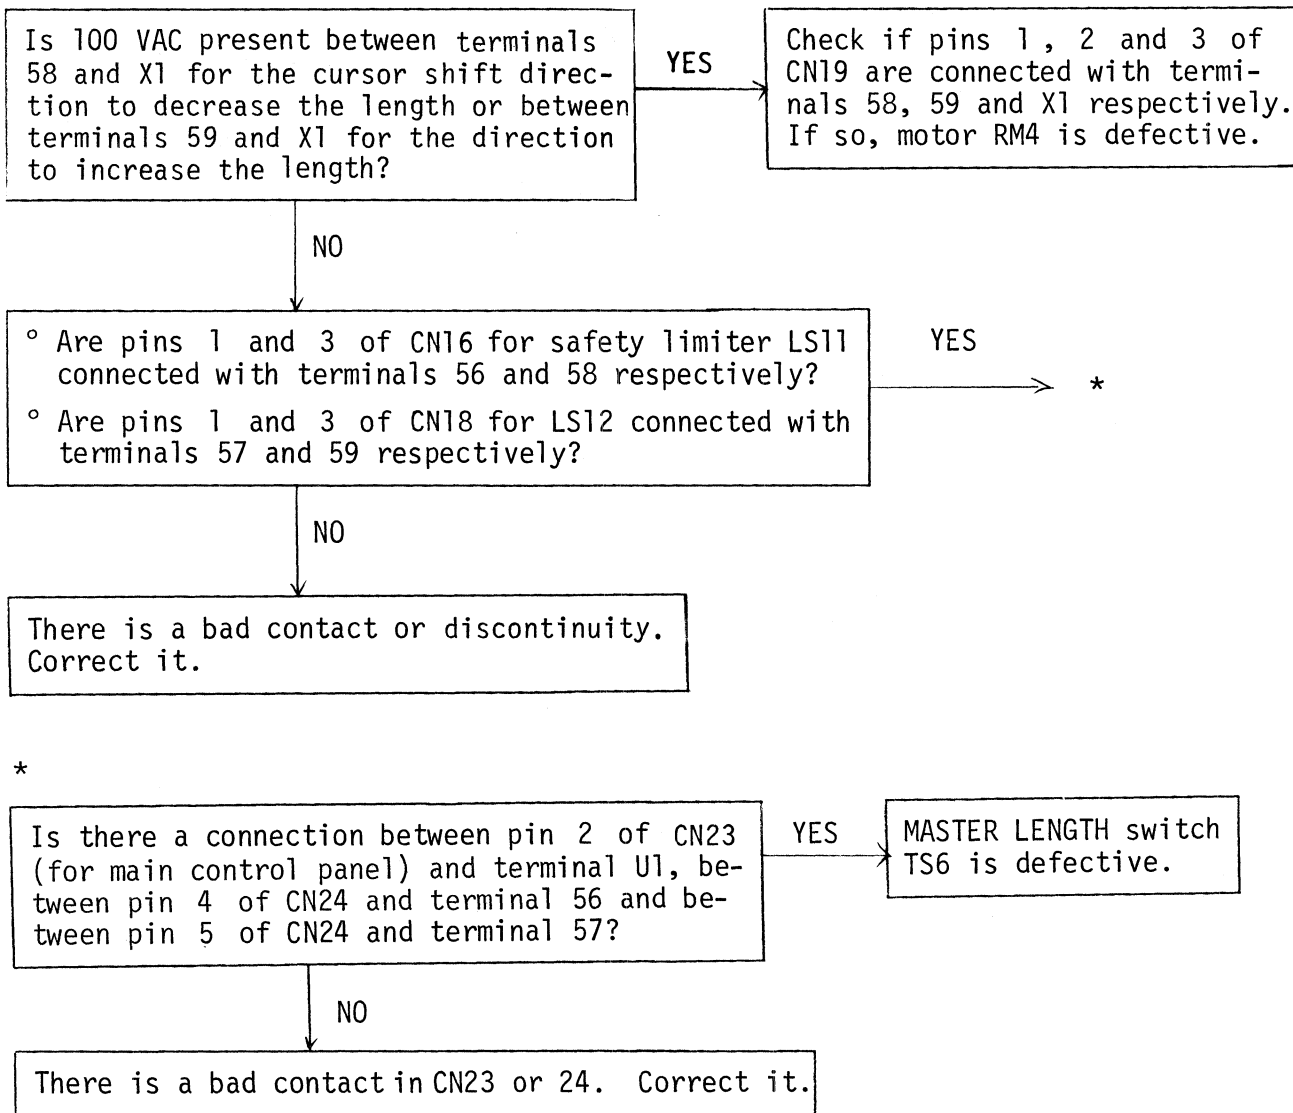 Is 100 VAC present between terminals
58 and X1 for the cursor shift direc-
tion to decrease the length or between
terminals 59 and X1 for the direction
to increase the length?
YES
Check if pins 1, 2 and 3 of
CN19 are connected with termi-
nals 58, 59 and X1 respectively.
If so, motor RM4 is defective.
NO
° Are pins 1 and 3 of CN16 for safety limiter LS11
connected with terminals 56 and 58 respectively?
° Are pins 1 and 3 of CN18 for LS12 connected with
terminals 57 and 59 respectively?
YES
*
NO
There is a bad contact or discontinuity.
Correct it.
*
Is there a connection between pin 2 of CN23
(for main control panel) and terminal U1, be-
tween pin 4 of CN24 and terminal 56 and be-
tween pin 5 of CN24 and terminal 57?
YES
MASTER LENGTH switch
TS6 is defective.
NO
There is a bad contact in CN23 or 24. Correct it.